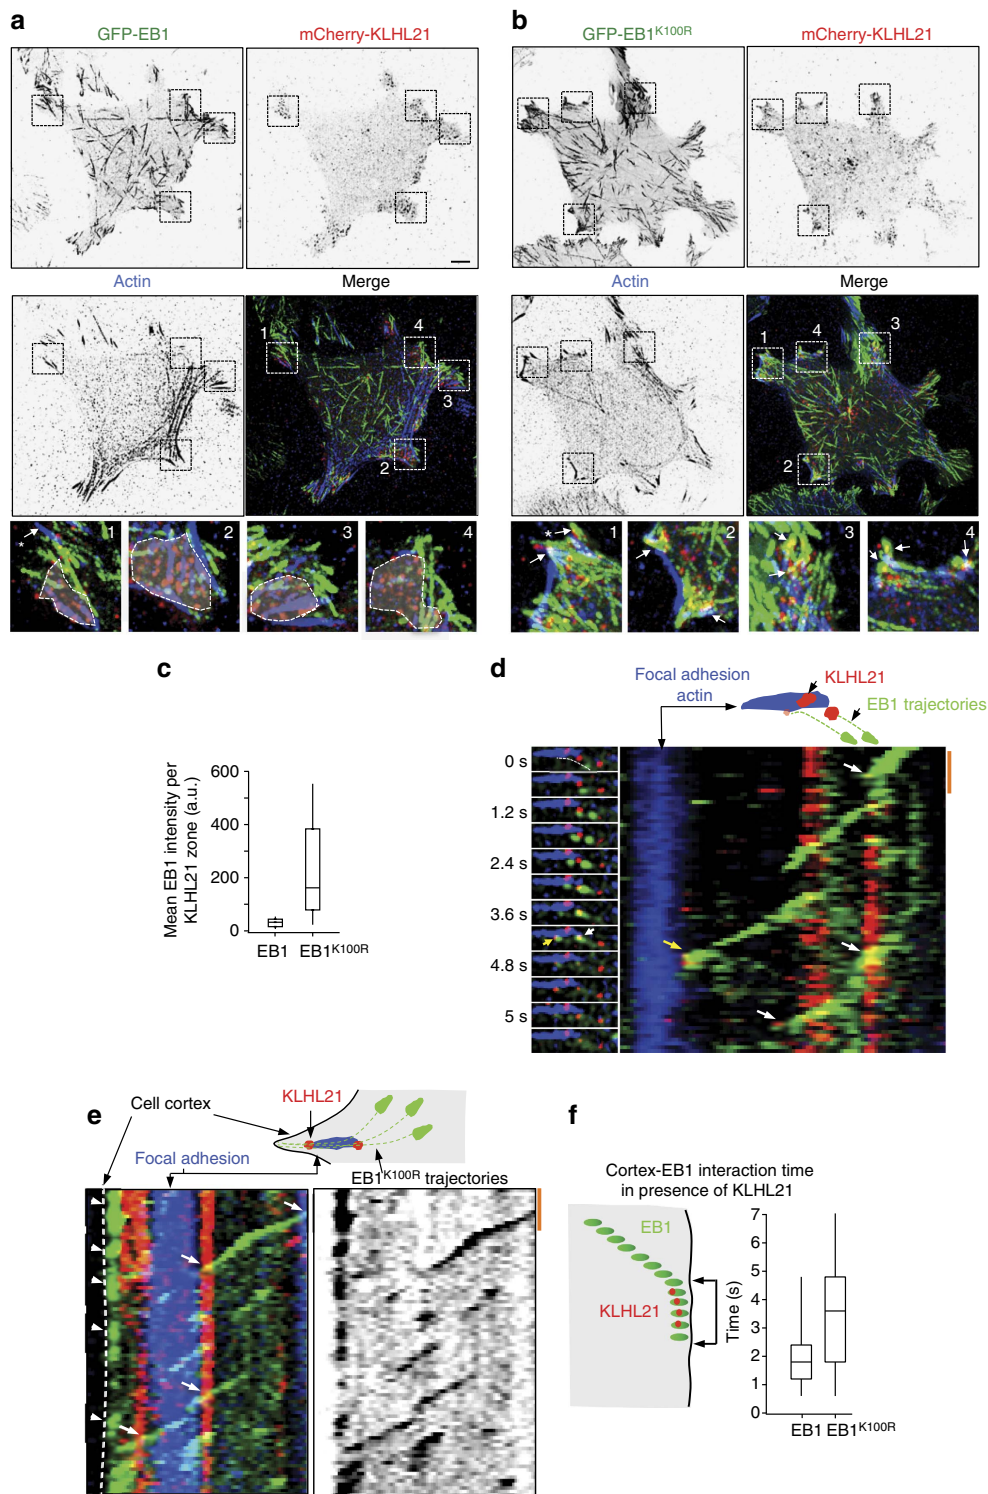 a
GFP-EB1
mCherry-KLHL21
Actin
Merge
1
4
3
2
*
1
2
3
4
b
GFP-EB1K100R
mCherry-KLHL21
Actin
Merge
1
4
3
2
*
1
2
3
4
c
Mean EB1 intensity per
KLHL21 zone (a.u.)
600
400
200
0
EB1
EB1K100R
d
Focal adhesion
actin
KLHL21
EB1 trajectories
0 s
1.2 s
2.4 s
3.6 s
4.8 s
5 s
e
Cell cortex
KLHL21
Focal adhesion
EB1K100R trajectories
f
Cortex-EB1 interaction time
in presence of KLHL21
EB1
KLHL21
Time (s)
7
6
5
4
3
2
1
0
EB1
EB1K100R